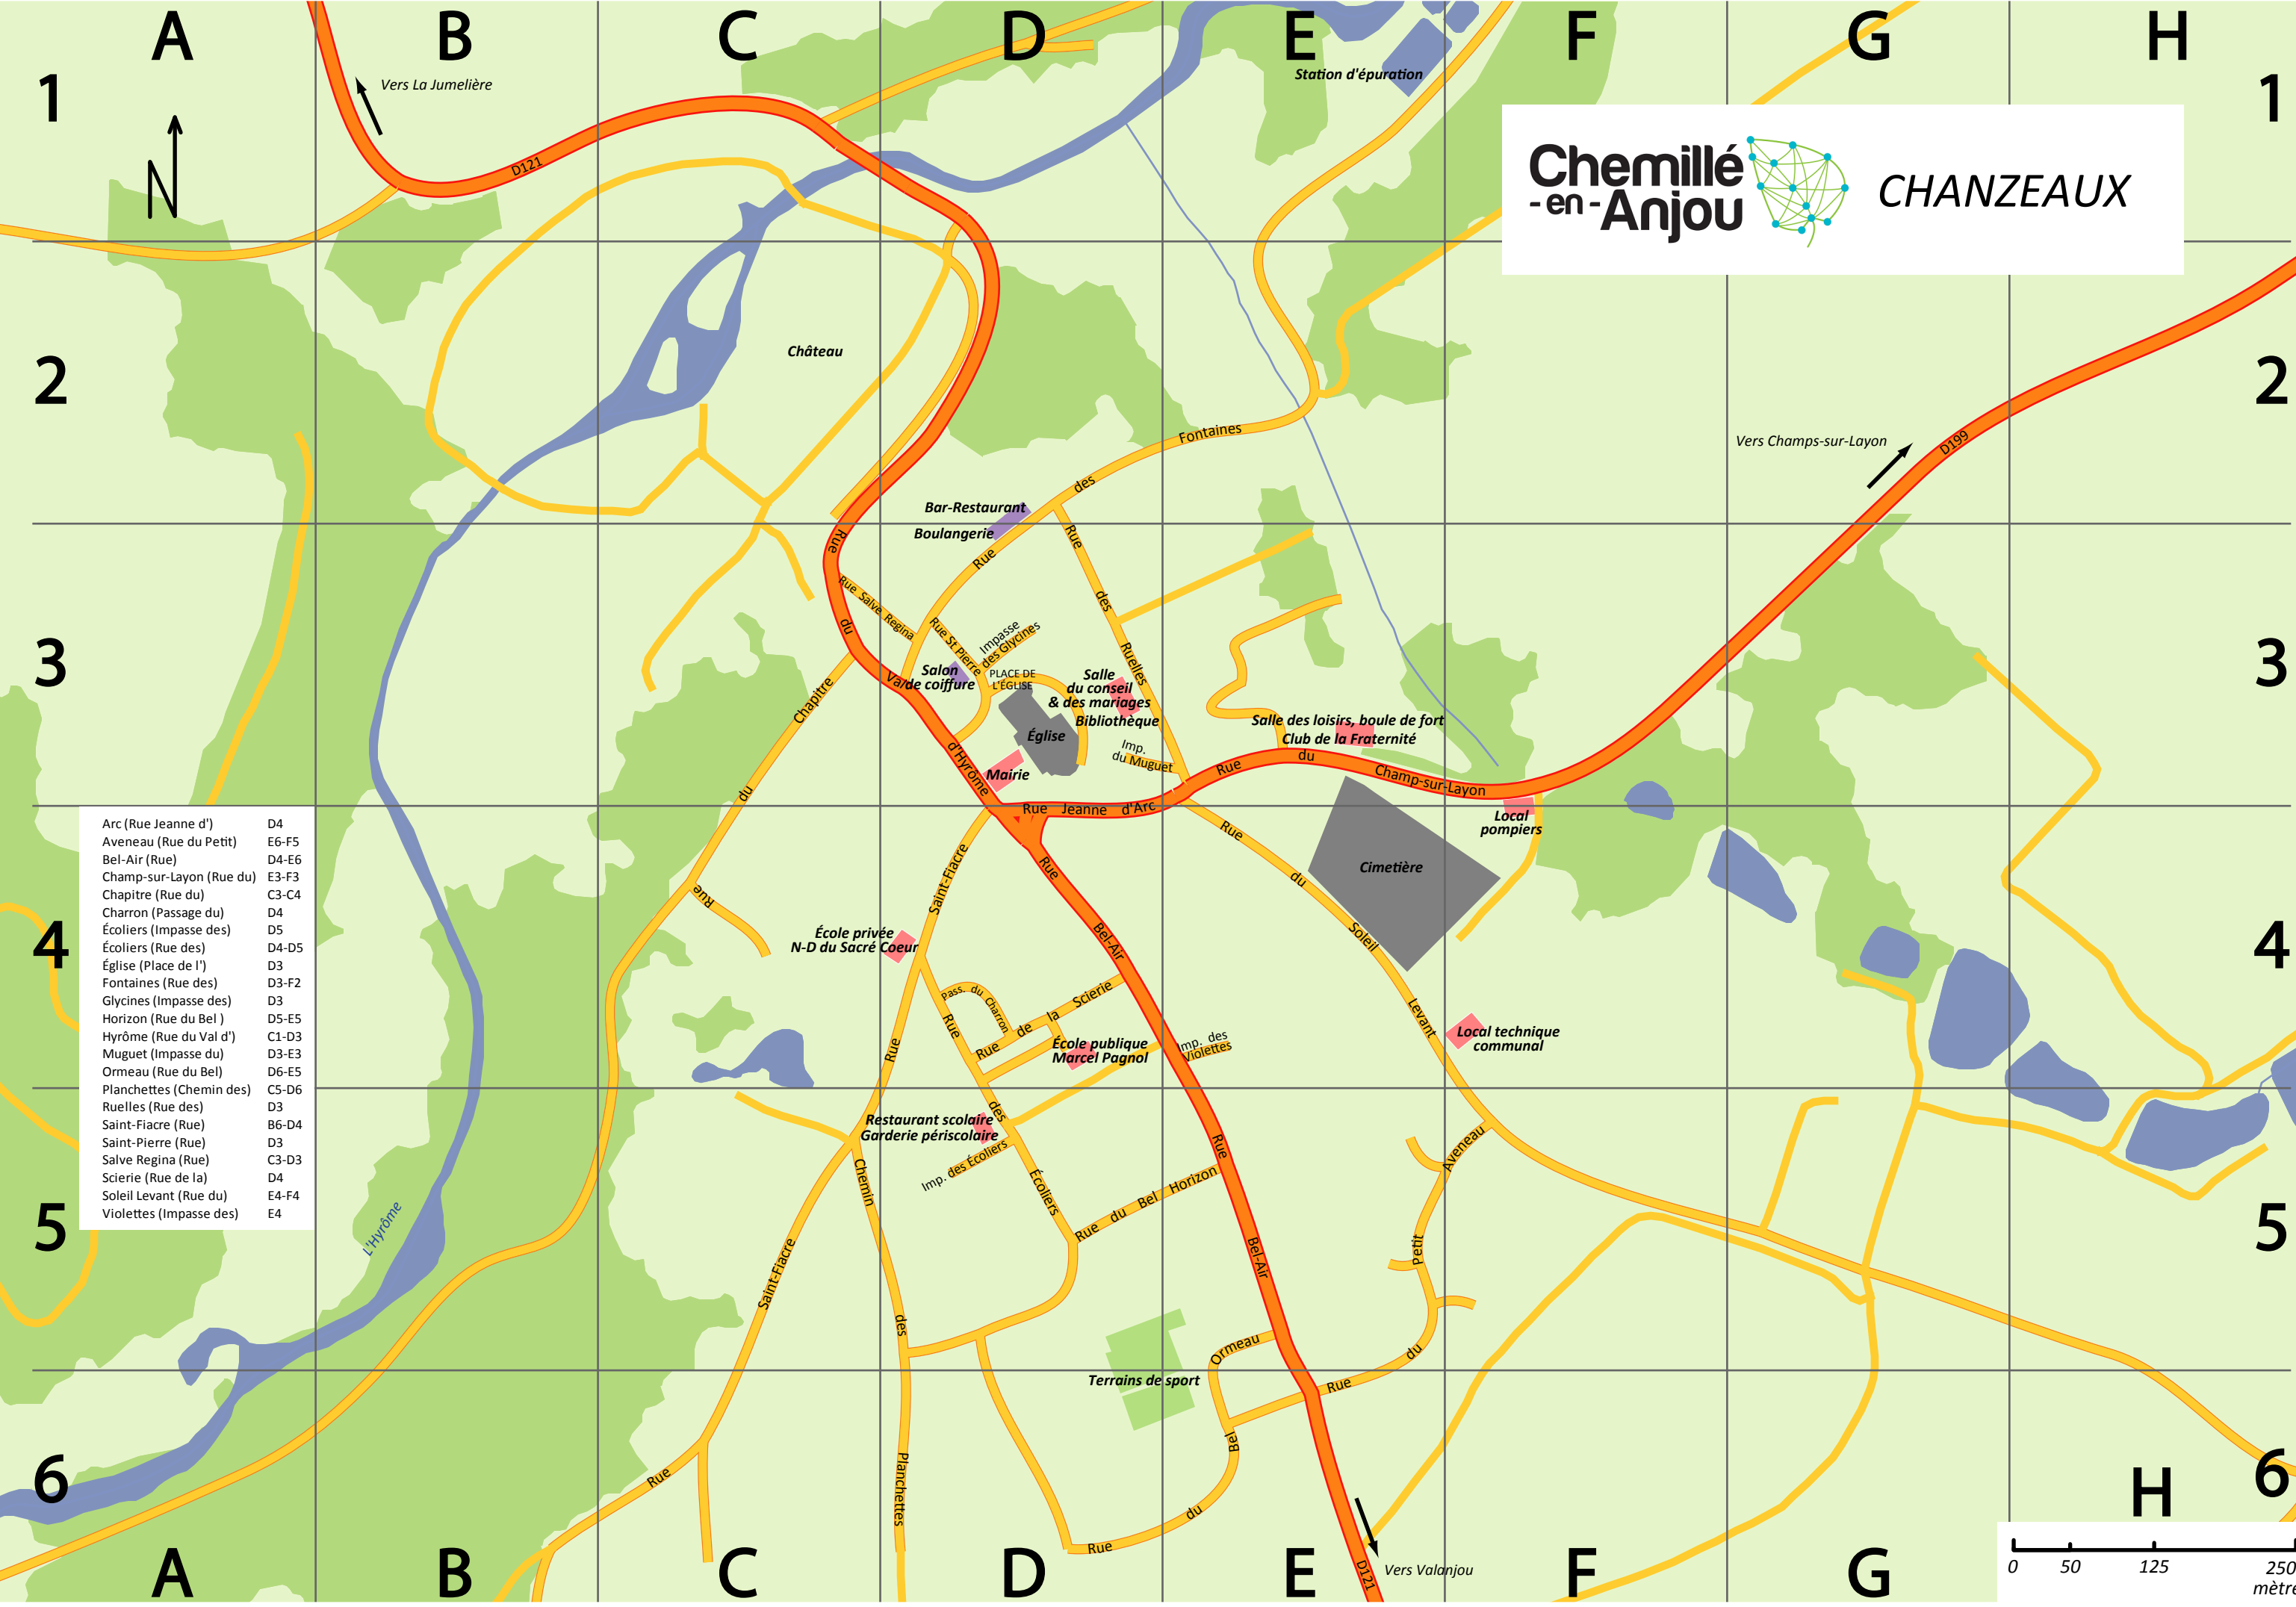 A B C D E F G H
1 1
Vers La Jumelière
Station d'épuration
N
D121
Chemillé
-en-Anjou
CHANZEAUX
2 2
Château
Vers Champs-sur-Layon
D199
Fontaines
des
Bar-Restaurant
Boulangerie
Rue
Rue
Rue
3 3
Rue Salve Regina
des
du
Rue St Pierre
Impasse
des Glycines
Ruelles
Salon
de coiffure
Val
PLACE DE
L'ÉGLISE
Salle
du conseil
& des mariages
Bibliothèque
Chapitre
Église
d'Hyrôme
Mairie
Imp.
du Muguet
Salle des loisirs, boule de fort
Club de la Fraternité
Rue
du
Champ-sur-Layon
du
Rue Jeanne d'Arc
Local
pompiers
Arc (Rue Jeanne d') D4
Aveneau (Rue du Petit) E6-F5
Bel-Air (Rue) D4-E6
Champ-sur-Layon (Rue du) E3-F3
Chapitre (Rue du) C3-C4
Charron (Passage du) D4
Écoliers (Impasse des) D5
Écoliers (Rue des) D4-D5
Église (Place de l') D3
Fontaines (Rue des) D3-F2
Glycines (Impasse des) D3
Horizon (Rue du Bel ) D5-E5
Hyrôme (Rue du Val d') C1-D3
Muguet (Impasse du) D3-E3
Ormeau (Rue du Bel) D6-E5
Planchettes (Chemin des) C5-D6
Ruelles (Rue des) D3
Saint-Fiacre (Rue) B6-D4
Saint-Pierre (Rue) D3
Salve Regina (Rue) C3-D3
Scierie (Rue de la) D4
Soleil Levant (Rue du) E4-F4
Violettes (Impasse des) E4
4 4
Rue
Saint-Fiacre
Rue
Bel-Air
Rue
du
Soleil
Levant
Cimetière
École privée
N-D du Sacré Coeur
Pass. du Charron
Rue de la Scierie
Rue
Rue
École publique
Marcel Pagnol
Imp. des
Violettes
Local technique
communal
5 5
Restaurant scolaire
Garderie périscolaire
des
Imp. des Écoliers
Écoliers
Chemin
Rue
Bel-Air
Rue du Bel Horizon
Aveneau
Petit
L'Hyrôme
Saint-Fiacre
des
Ormeau
du
Rue
Terrains de sport
6 6
Bel
Rue
Planchettes
du
Rue
D121
Vers Valanjou
H
0 50 125 250
mètre
A B C D E F G